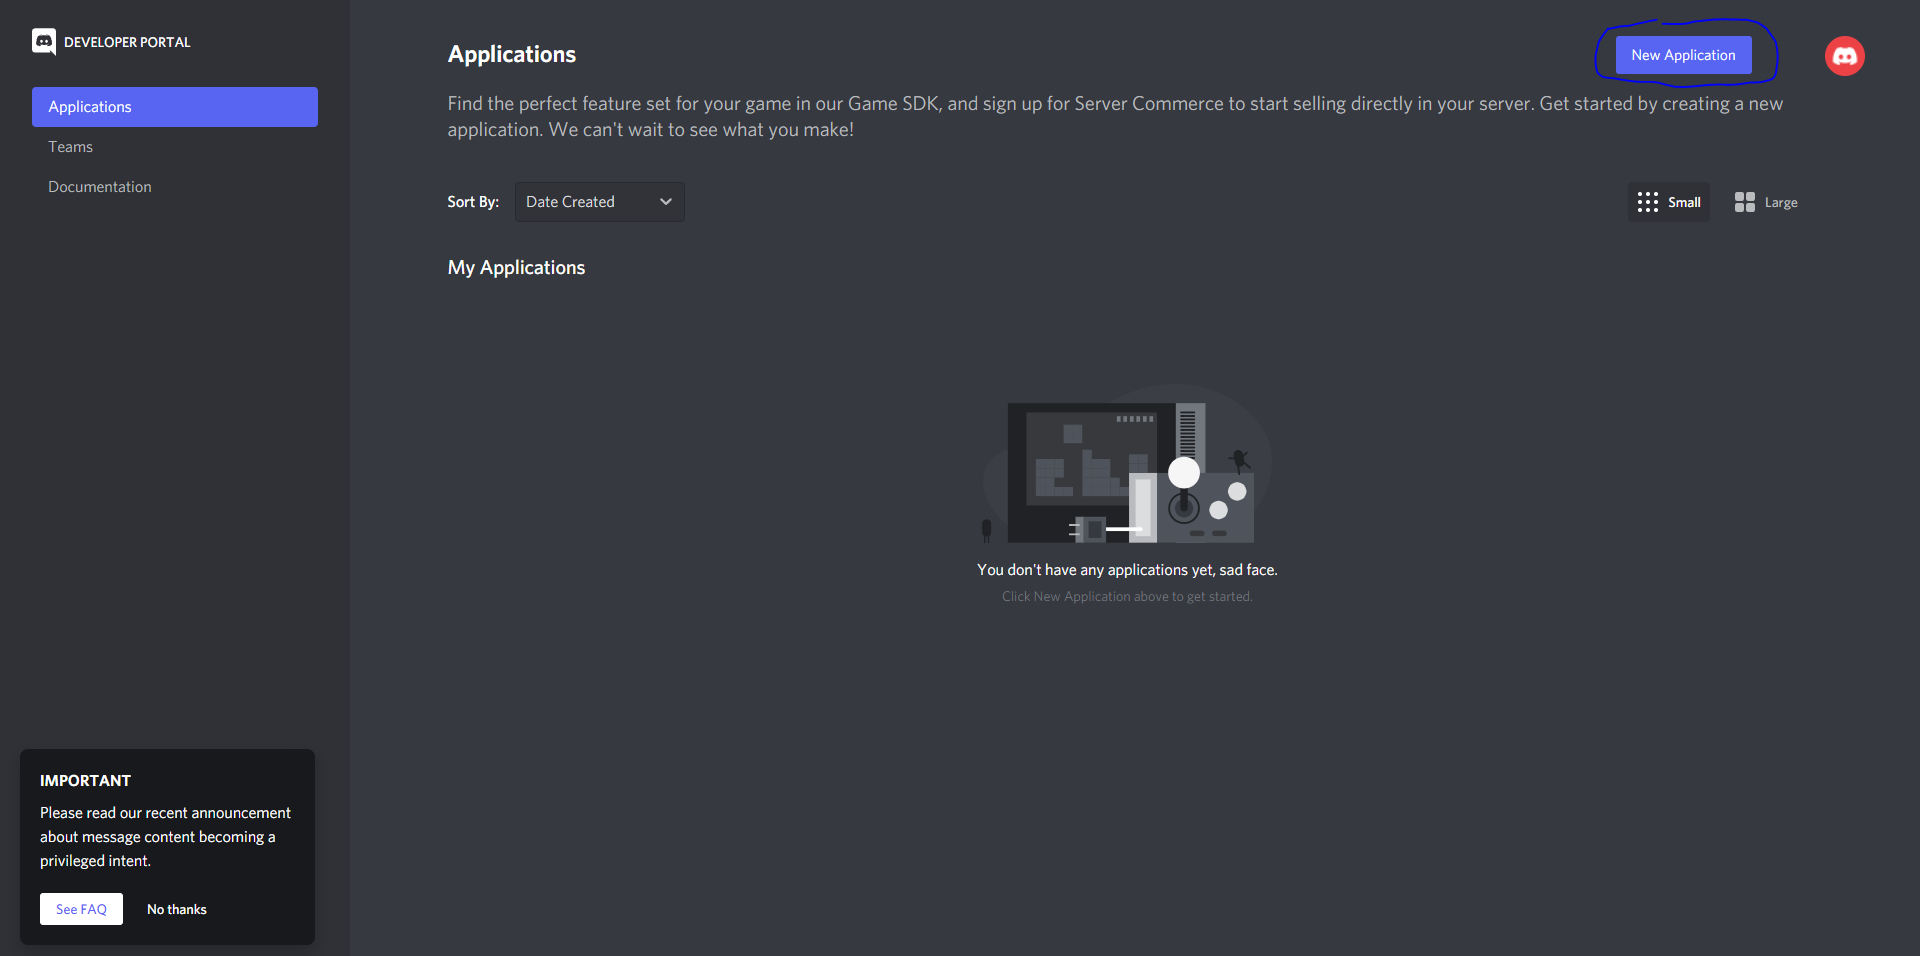 DEVELOPER PORTAL
Applications
Teams
Documentation
Applications
New Application
Find the perfect feature set for your game in our Game SDK, and sign up for Server Commerce to start selling directly in your server. Get started by creating a new
application. We can't wait to see what you make!
Sort By:
Date Created
Small
Large
My Applications
You don't have any applications yet, sad face.
Click New Application above to get started.
IMPORTANT
Please read our recent announcement
about message content becoming a
privileged intent.
See FAQ
No thanks